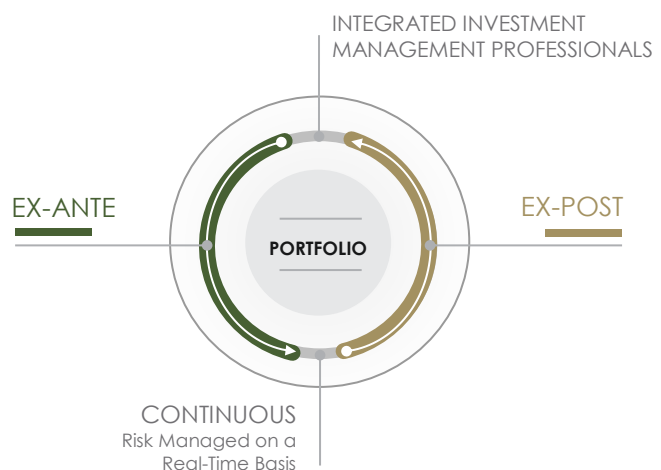 INTEGRATED INVESTMENT
MANAGEMENT PROFESSIONALS
EX-ANTE
EX-POST
PORTFOLIO
CONTINUOUS
Risk Managed on a
Real-Time Basis